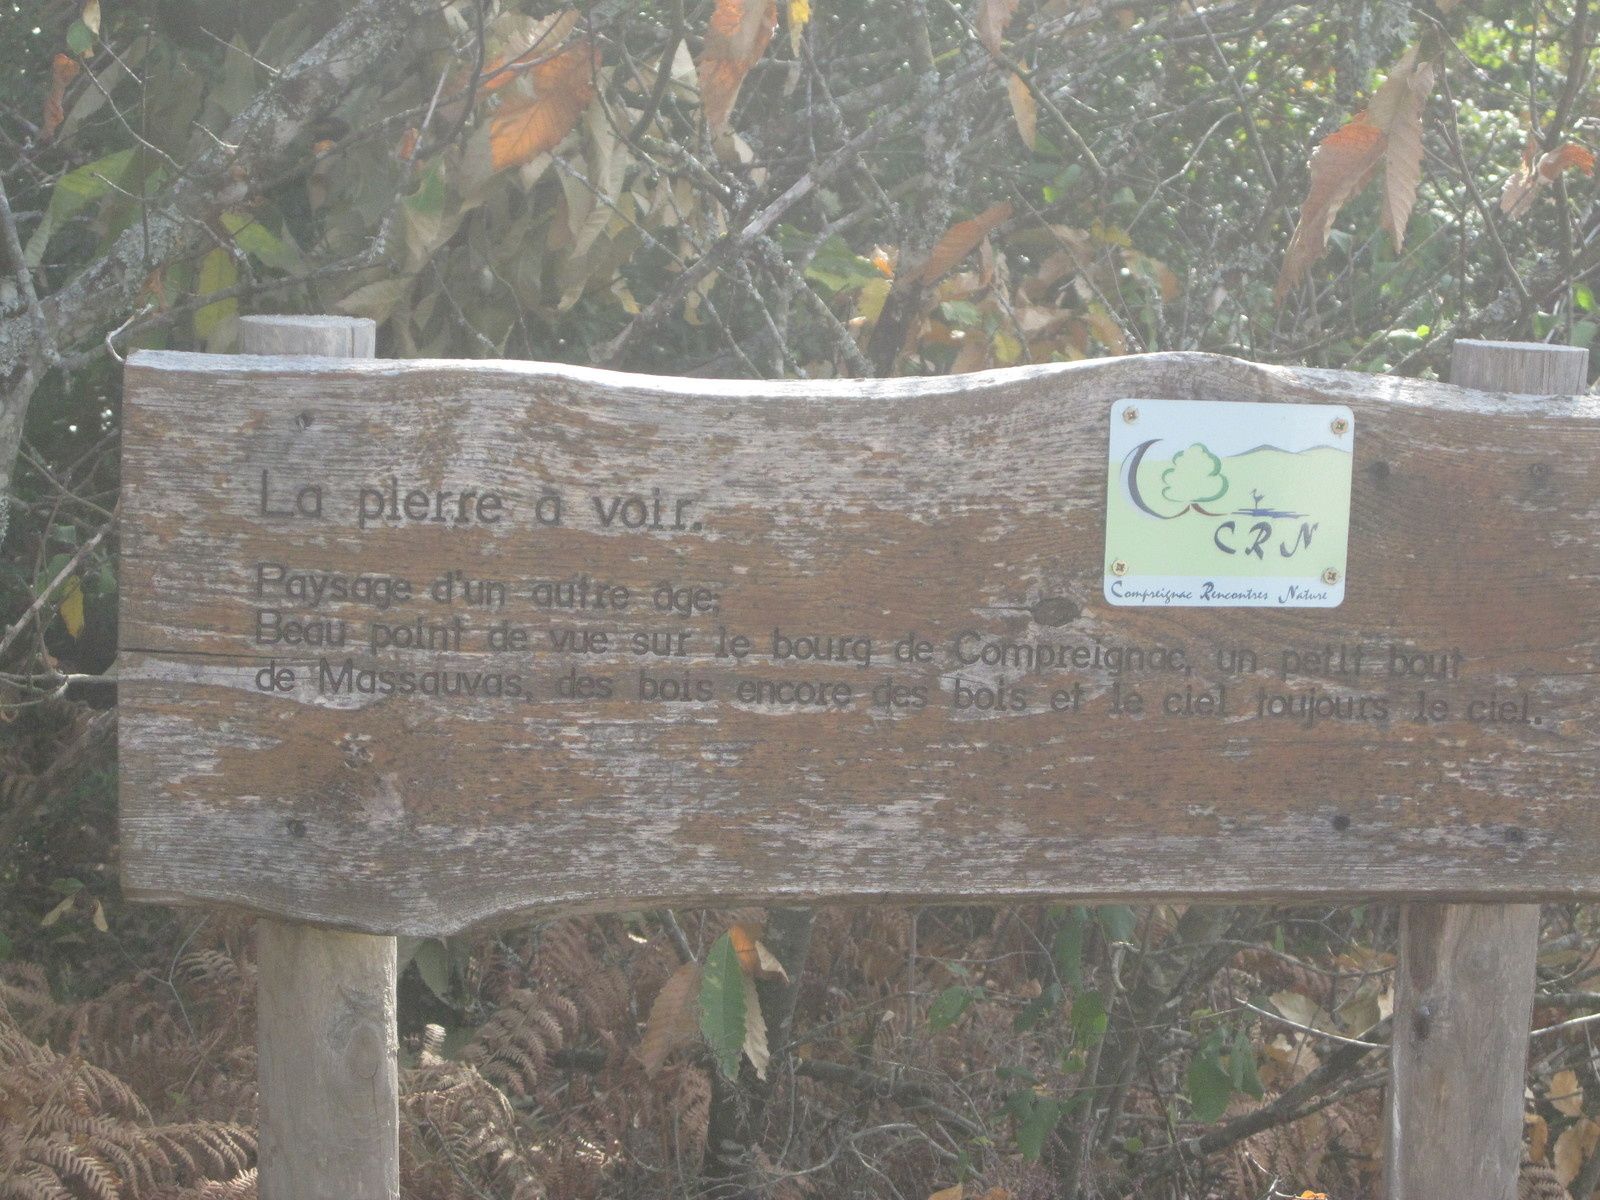 La pierre à voir.
Paysage d'un autre âge;
Beau point de vue sur le bourg de Compreignac, un petit bout
de Massauvas, des bois encore des bois et le ciel toujours le ciel.
CRN
Compreignac Rencontres Nature